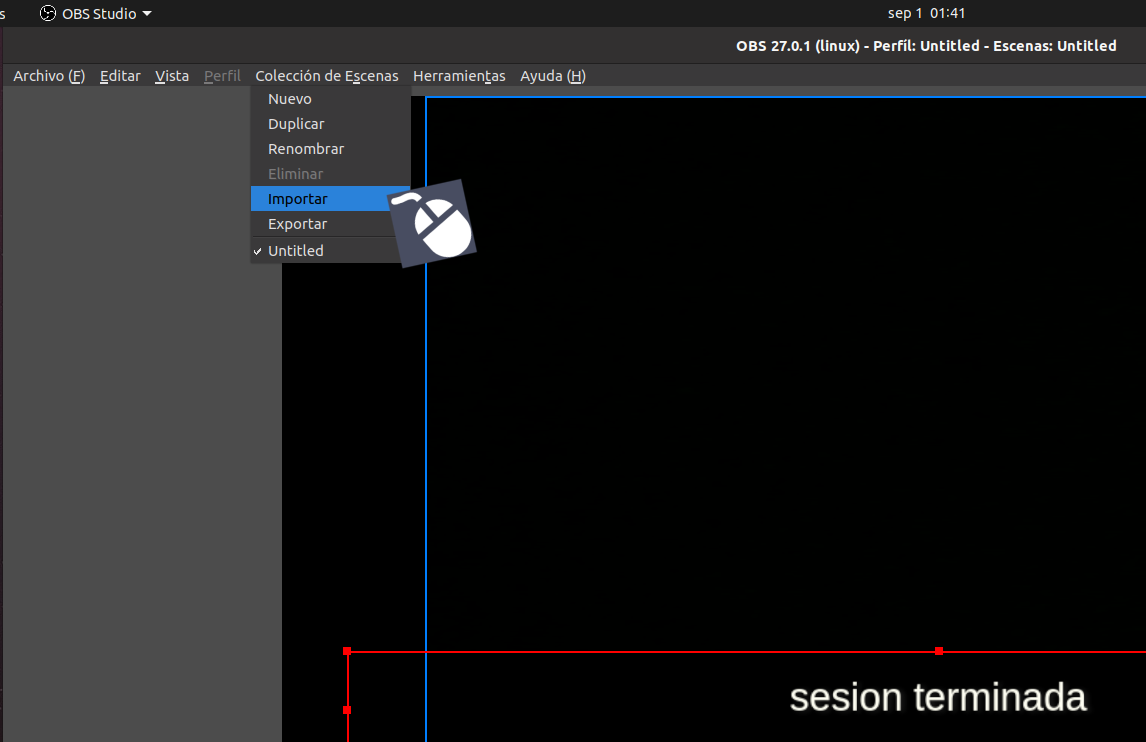 s OBS Studio sep 1 01:41
OBS 27.0.1 (linux) - Perfíl: Untitled - Escenas: Untitled
Archivo (F) Editar Vista Perfil Colección de Escenas Herramientas Ayuda (H)
Nuevo
Duplicar
Renombrar
Eliminar
Importar
Exportar
Untitled
sesion terminada